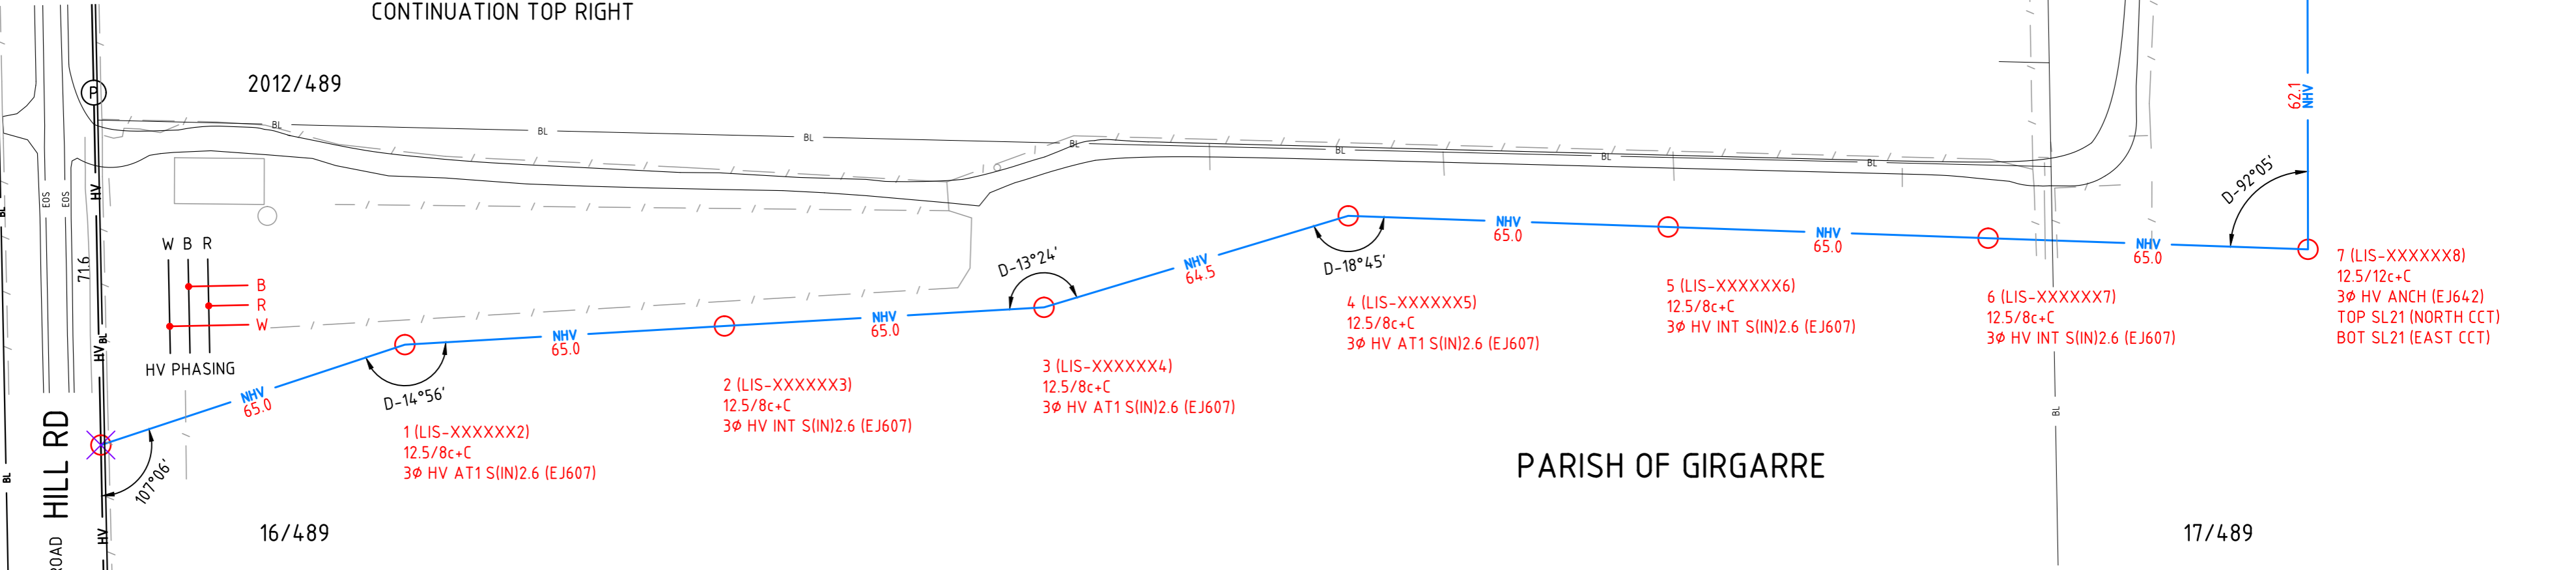 CONTINUATION TOP RIGHT
2012/489
P
BL
BL
BL
BL
BL
BL
BL
62.1
NHV
D-92°05'
HV
EOS
EOS
BL
71.6
W B R
B
R
W
HV PHASING
HV
BL
NHV
65.0
D-14°56'
NHV
65.0
NHV
65.0
D-13°24'
NHV
64.5
D-18°45'
NHV
65.0
NHV
65.0
NHV
65.0
107°06'
1 (LIS-XXXXXX2)
12.5/8c+C
3Ø HV AT1 S(IN)2.6 (EJ607)
2 (LIS-XXXXXX3)
12.5/8c+C
3Ø HV INT S(IN)2.6 (EJ607)
3 (LIS-XXXXXX4)
12.5/8c+C
3Ø HV AT1 S(IN)2.6 (EJ607)
4 (LIS-XXXXXX5)
12.5/8c+C
3Ø HV AT1 S(IN)2.6 (EJ607)
5 (LIS-XXXXXX6)
12.5/8c+C
3Ø HV INT S(IN)2.6 (EJ607)
6 (LIS-XXXXXX7)
12.5/8c+C
3Ø HV INT S(IN)2.6 (EJ607)
7 (LIS-XXXXXX8)
12.5/12c+C
3Ø HV ANCH (EJ642)
TOP SL21 (NORTH CCT)
BOT SL21 (EAST CCT)
BL
BL
HILL RD
ROAD
HV
16/489
PARISH OF GIRGARRE
17/489